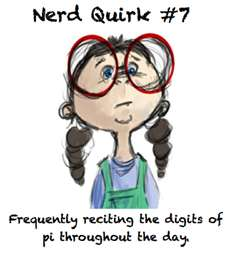 Nerd Quirk #7
Frequently reciting the digits of
pi throughout the day.